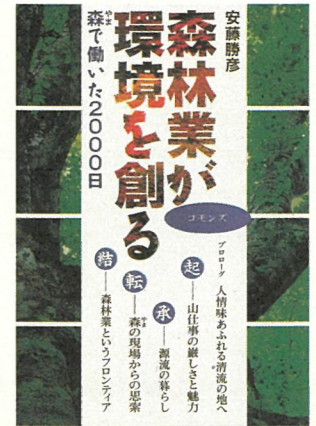 安藤勝彦
森林業が
環境を創る
森で働いた2000日
やま
コモンズ
プロローグ 人情味あふれる清流の地へ
起——山仕事の厳しさと魅力
承——源流の暮らし
転——森の現場からの思索
やま
結——森林業というフロンティア